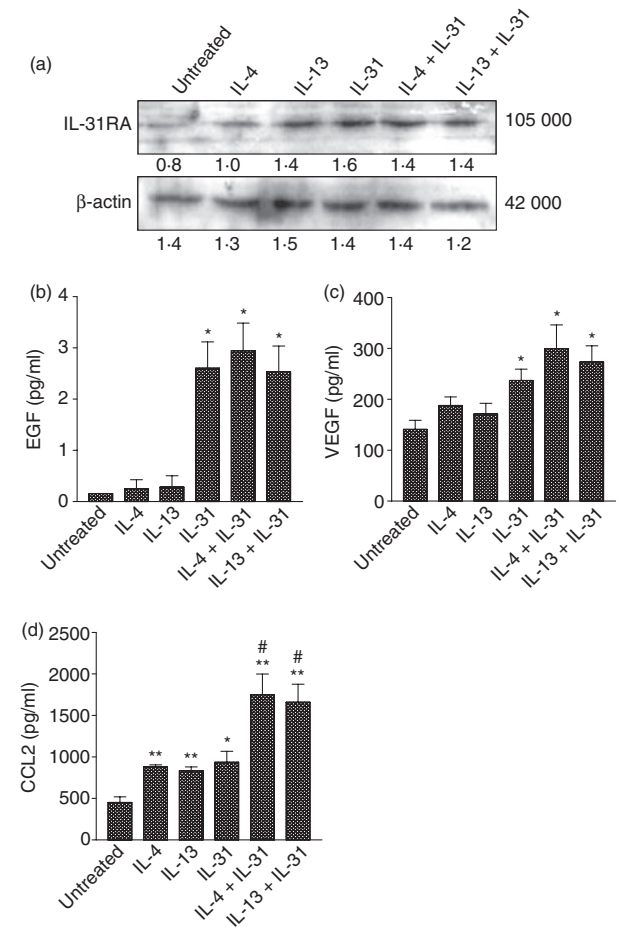 (a)
Untreated IL-4 IL-13 IL-31 IL-4 + IL-31 IL-13 + IL-31
IL-31RA 105 000
0·8 1·0 1·4 1·6 1·4 1·4
β-actin 42 000
1·4 1·3 1·5 1·4 1·4 1·2
(b)
EGF (pg/ml)
4
3
2
1
0
* * *
Untreated IL-4 IL-13 IL-31 IL-4 + IL-31 IL-13 + IL-31
(c)
VEGF (pg/ml)
400
300
200
100
0
* * *
Untreated IL-4 IL-13 IL-31 IL-4 + IL-31 IL-13 + IL-31
(d)
CCL2 (pg/ml)
2500
2000
1500
1000
500
0
# #
** ** * ** **
Untreated IL-4 IL-13 IL-31 IL-4 + IL-31 IL-13 + IL-31